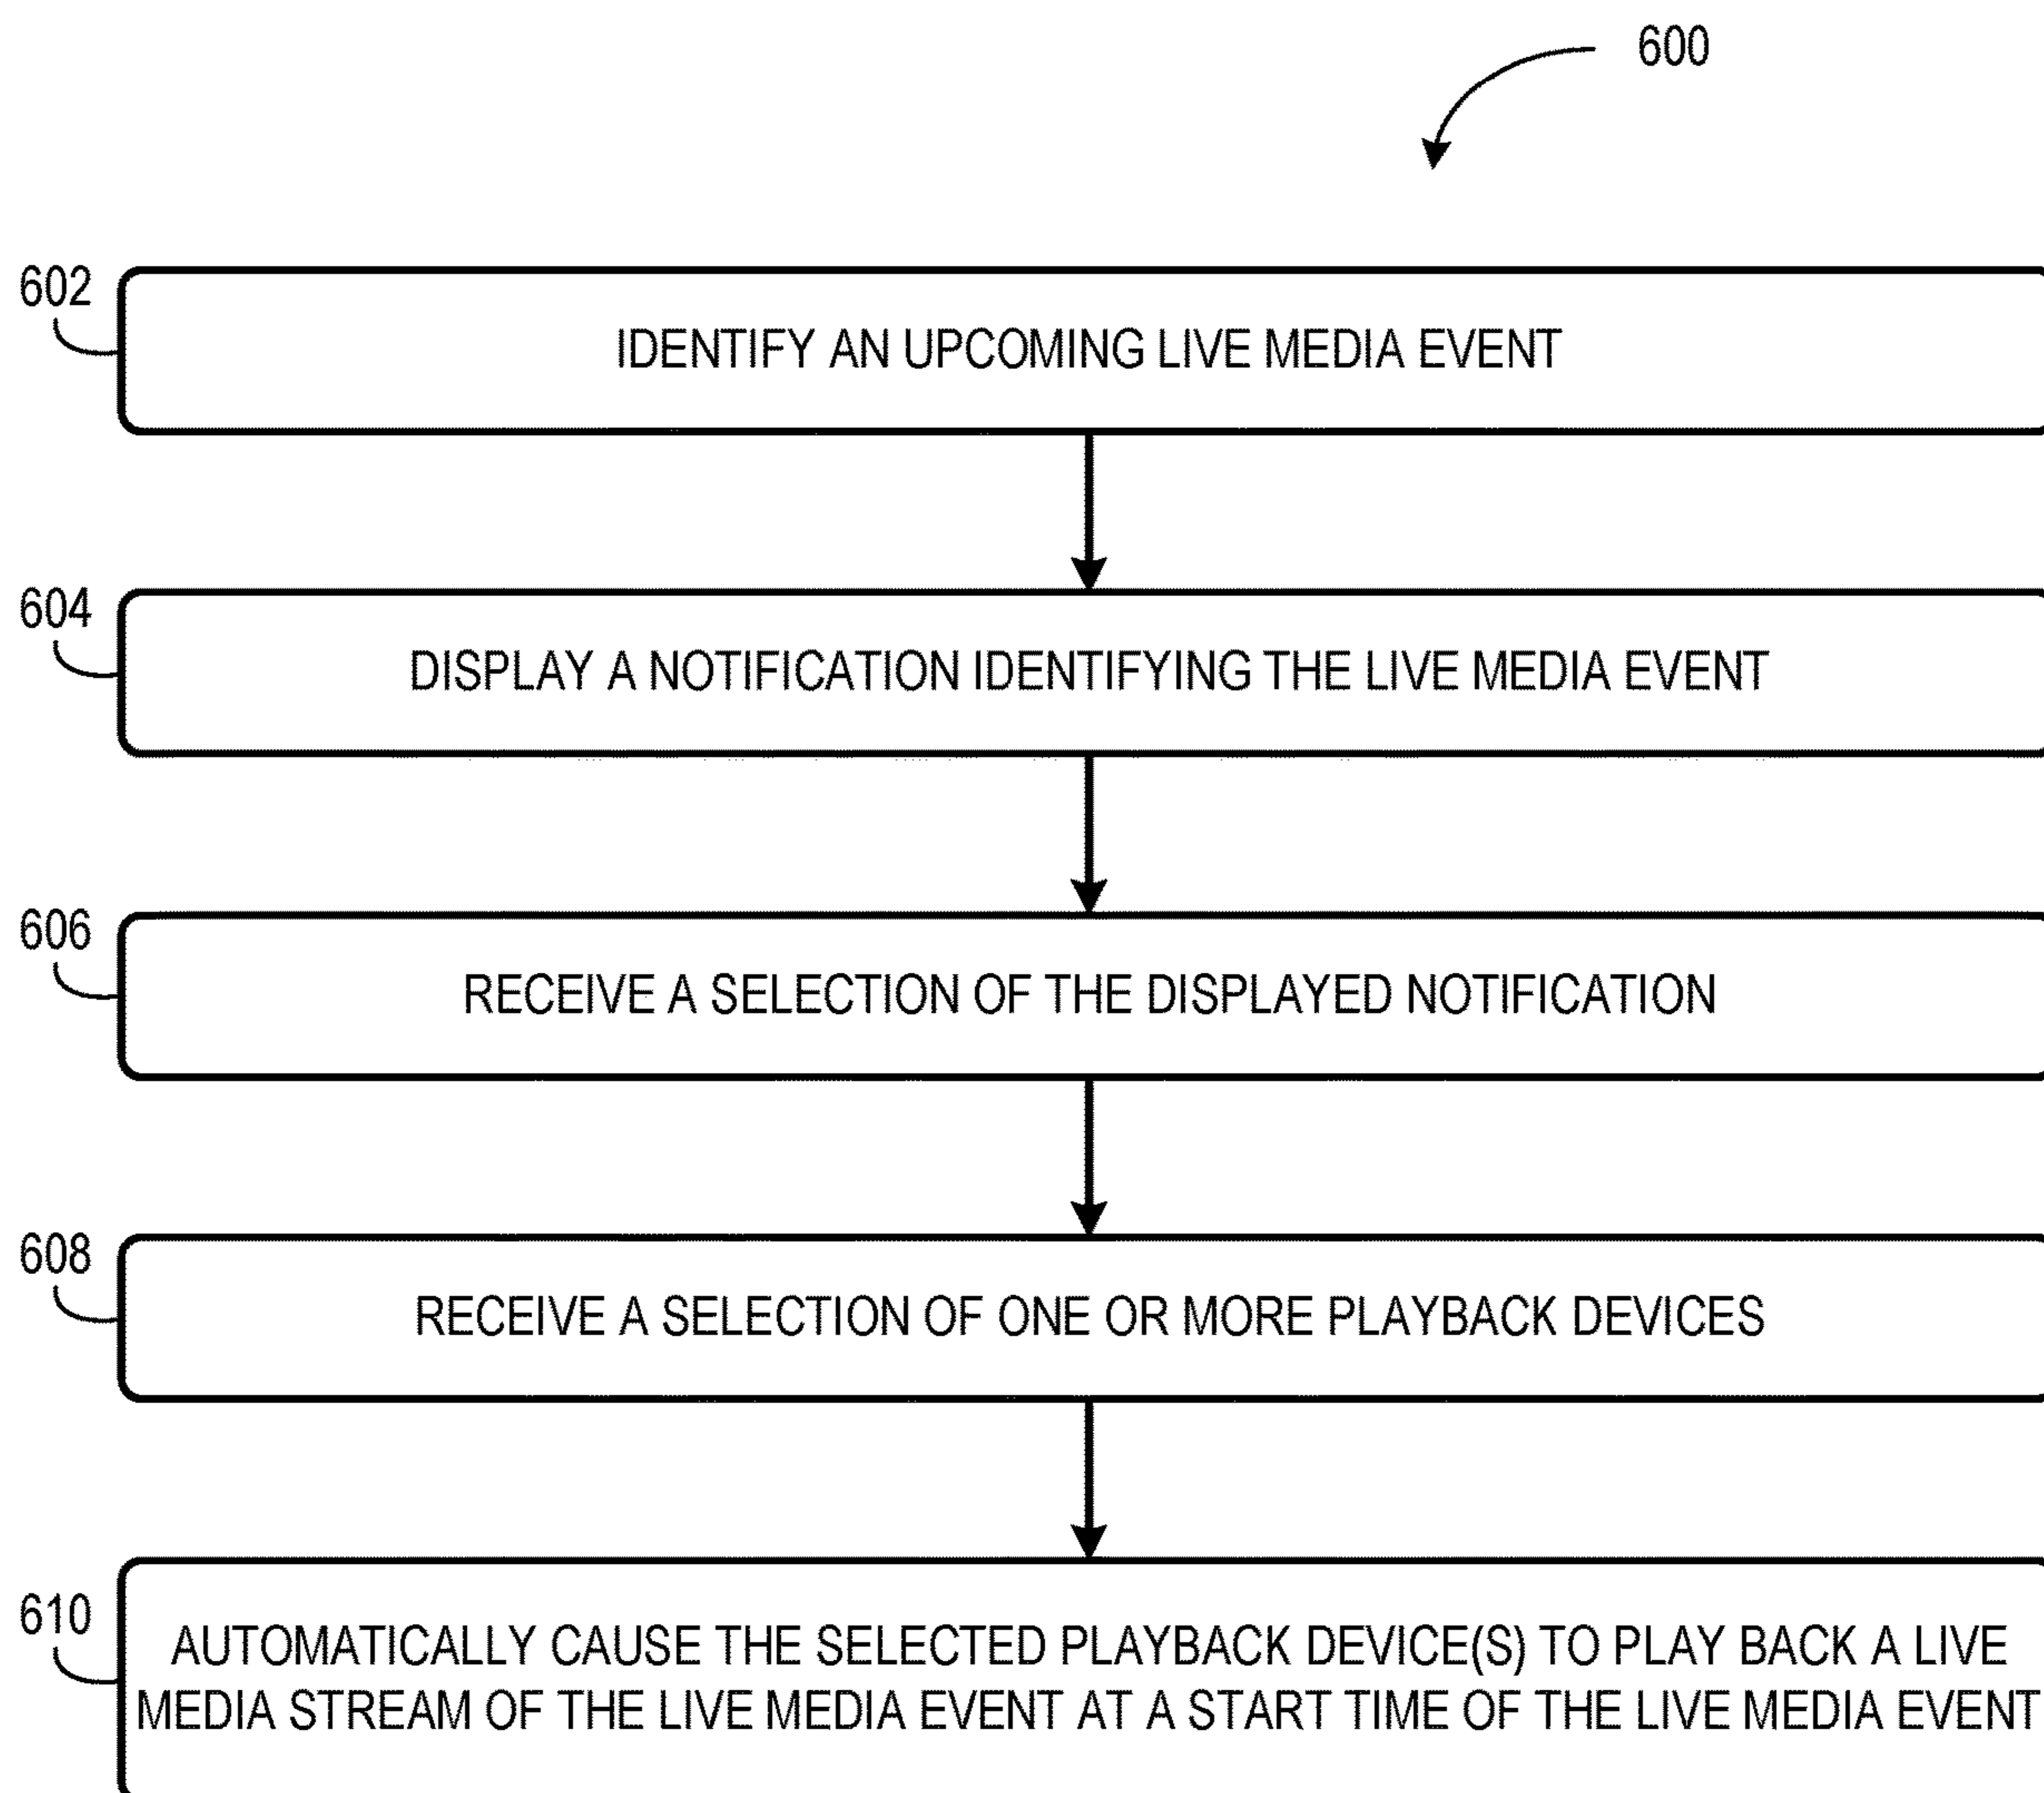 600
602
IDENTIFY AN UPCOMING LIVE MEDIA EVENT
604
DISPLAY A NOTIFICATION IDENTIFYING THE LIVE MEDIA EVENT
606
RECEIVE A SELECTION OF THE DISPLAYED NOTIFICATION
608
RECEIVE A SELECTION OF ONE OR MORE PLAYBACK DEVICES
610
AUTOMATICALLY CAUSE THE SELECTED PLAYBACK DEVICE(S) TO PLAY BACK A LIVE
MEDIA STREAM OF THE LIVE MEDIA EVENT AT A START TIME OF THE LIVE MEDIA EVENT